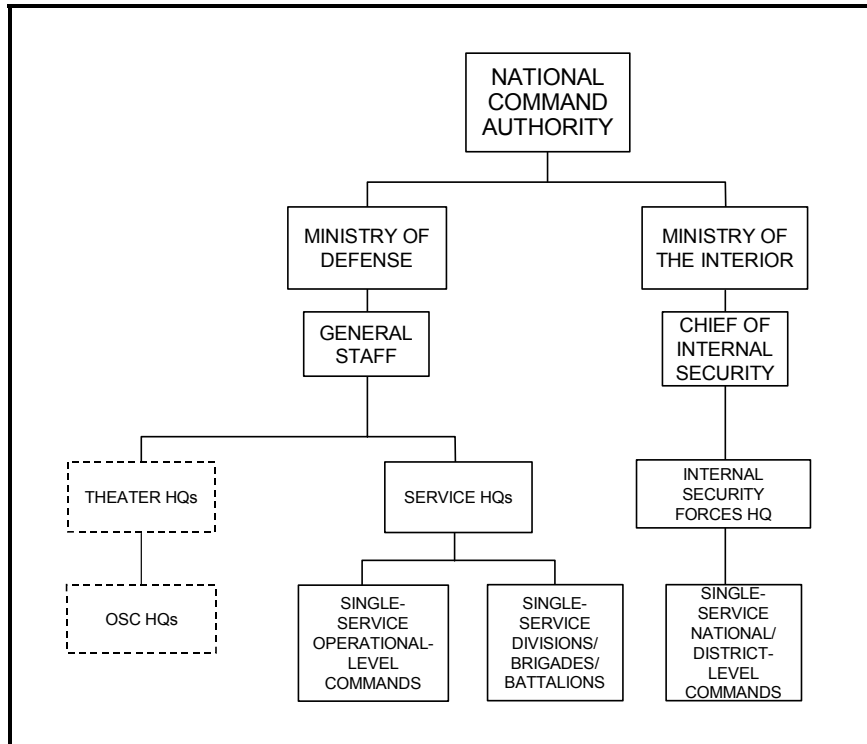 NATIONAL
COMMAND
AUTHORITY
MINISTRY OF
DEFENSE
MINISTRY OF
THE INTERIOR
GENERAL
STAFF
CHIEF OF
INTERNAL
SECURITY
THEATER HQs
SERVICE HQs
INTERNAL
SECURITY
FORCES HQ
OSC HQs
SINGLE-
SERVICE
OPERATIONAL-
LEVEL
COMMANDS
SINGLE-
SERVICE
DIVISIONS/
BRIGADES/
BATTALIONS
SINGLE-
SERVICE
NATIONAL/
DISTRICT-
LEVEL
COMMANDS